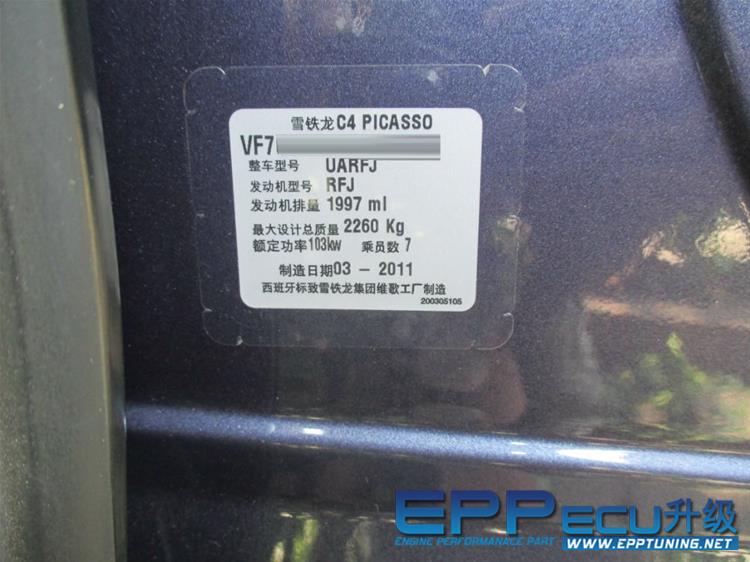 雪铁龙C4 PICASSO
VF7
整车型号 UARFJ
发动机型号 RFJ
发动机排量 1997 ml
最大设计总质量 2260 Kg
额定功率103kw 乘员数 7
制造日期03 - 2011
西班牙标致雪铁龙集团维歌工厂制造
200305105
EPP ECU升级
ENGINE PERFORMANACE PART
WWW.EPPTUNING.NET